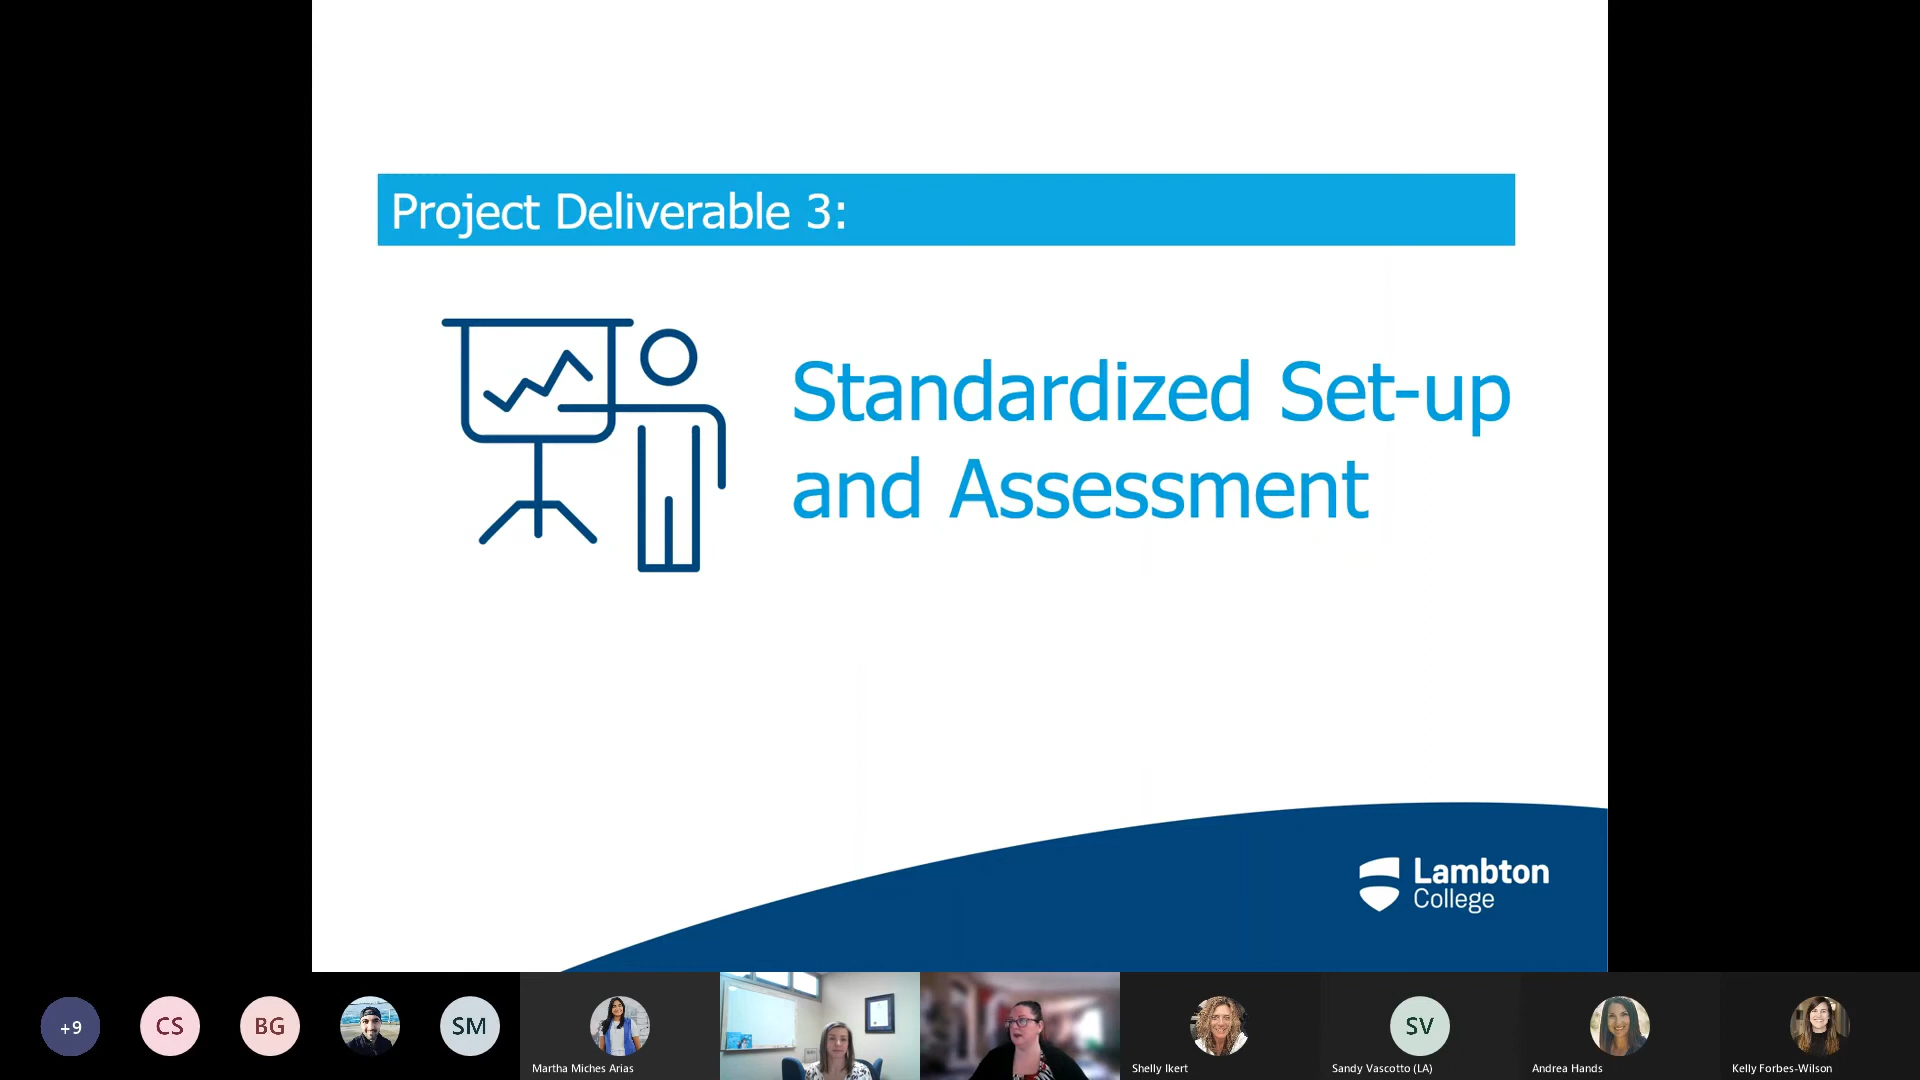 Project Deliverable 3:
Standardized Set-up
and Assessment
Lambton
College
+9
CS
BG
SM
Martha Miches Arias
Shelly Ikert
SV
Sandy Vascotto (LA)
Andrea Hands
Kelly Forbes-Wilson